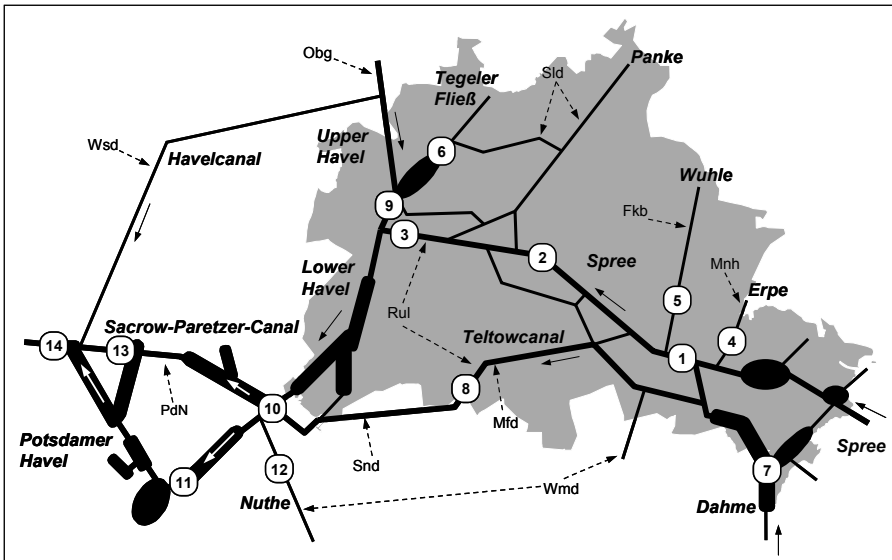 Obg
Tegeler
Fließ
Sld
Panke
Wsd
Havelcanal
Upper
Havel
6
Wuhle
Fkb
9
3
2
Lower
Havel
Spree
Mnh
Erpe
5
Rul
Sacrow-Paretzer-Canal
Teltowcanal
4
14
13
1
PdN
8
10
Mfd
Potsdamer
Havel
11
12
Snd
Nuthe
Wmd
7
Spree
Dahme